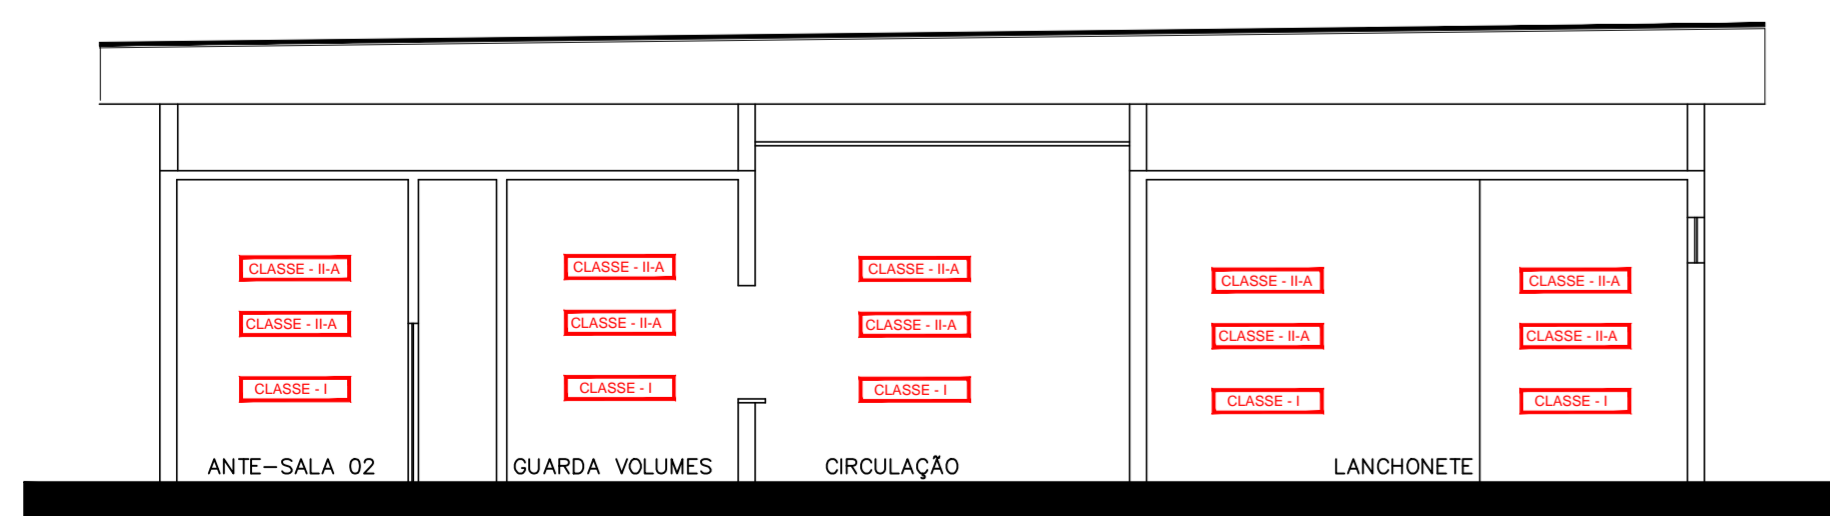 CLASSE - II-A
CLASSE - II-A
CLASSE - I
ANTE-SALA 02
CLASSE - II-A
CLASSE - II-A
CLASSE - I
GUARDA VOLUMES
CLASSE - II-A
CLASSE - II-A
CLASSE - I
CIRCULAÇÃO
CLASSE - II-A
CLASSE - II-A
CLASSE - I
LANCHONETE
CLASSE - II-A
CLASSE - II-A
CLASSE - I